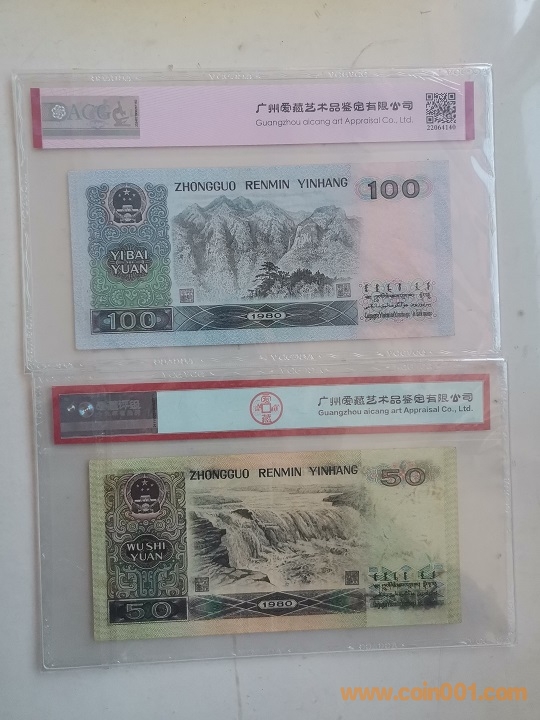 ACG
广州爱藏艺术品鉴定有限公司
Guangzhou aicang art Appraisal Co., Ltd.
22064140
ZHONGGUO RENMIN YINHANG
100
YIBAI
YUAN
100
1980
广州爱藏艺术品鉴定有限公司
Guangzhou aicang art Appraisal Co., Ltd.
ZHONGGUO RENMIN YINHANG
50
WUSHI
YUAN
50
1980
www.coin001.com